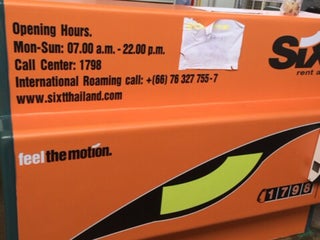 Opening Hours.
Mon-Sun: 07.00 a.m. - 22.00 p.m.
Call Center: 1798
International Roaming call: +(66) 76 327 755-7
www.sixtthailand.com
Six
rent a
feel the motion.
1798